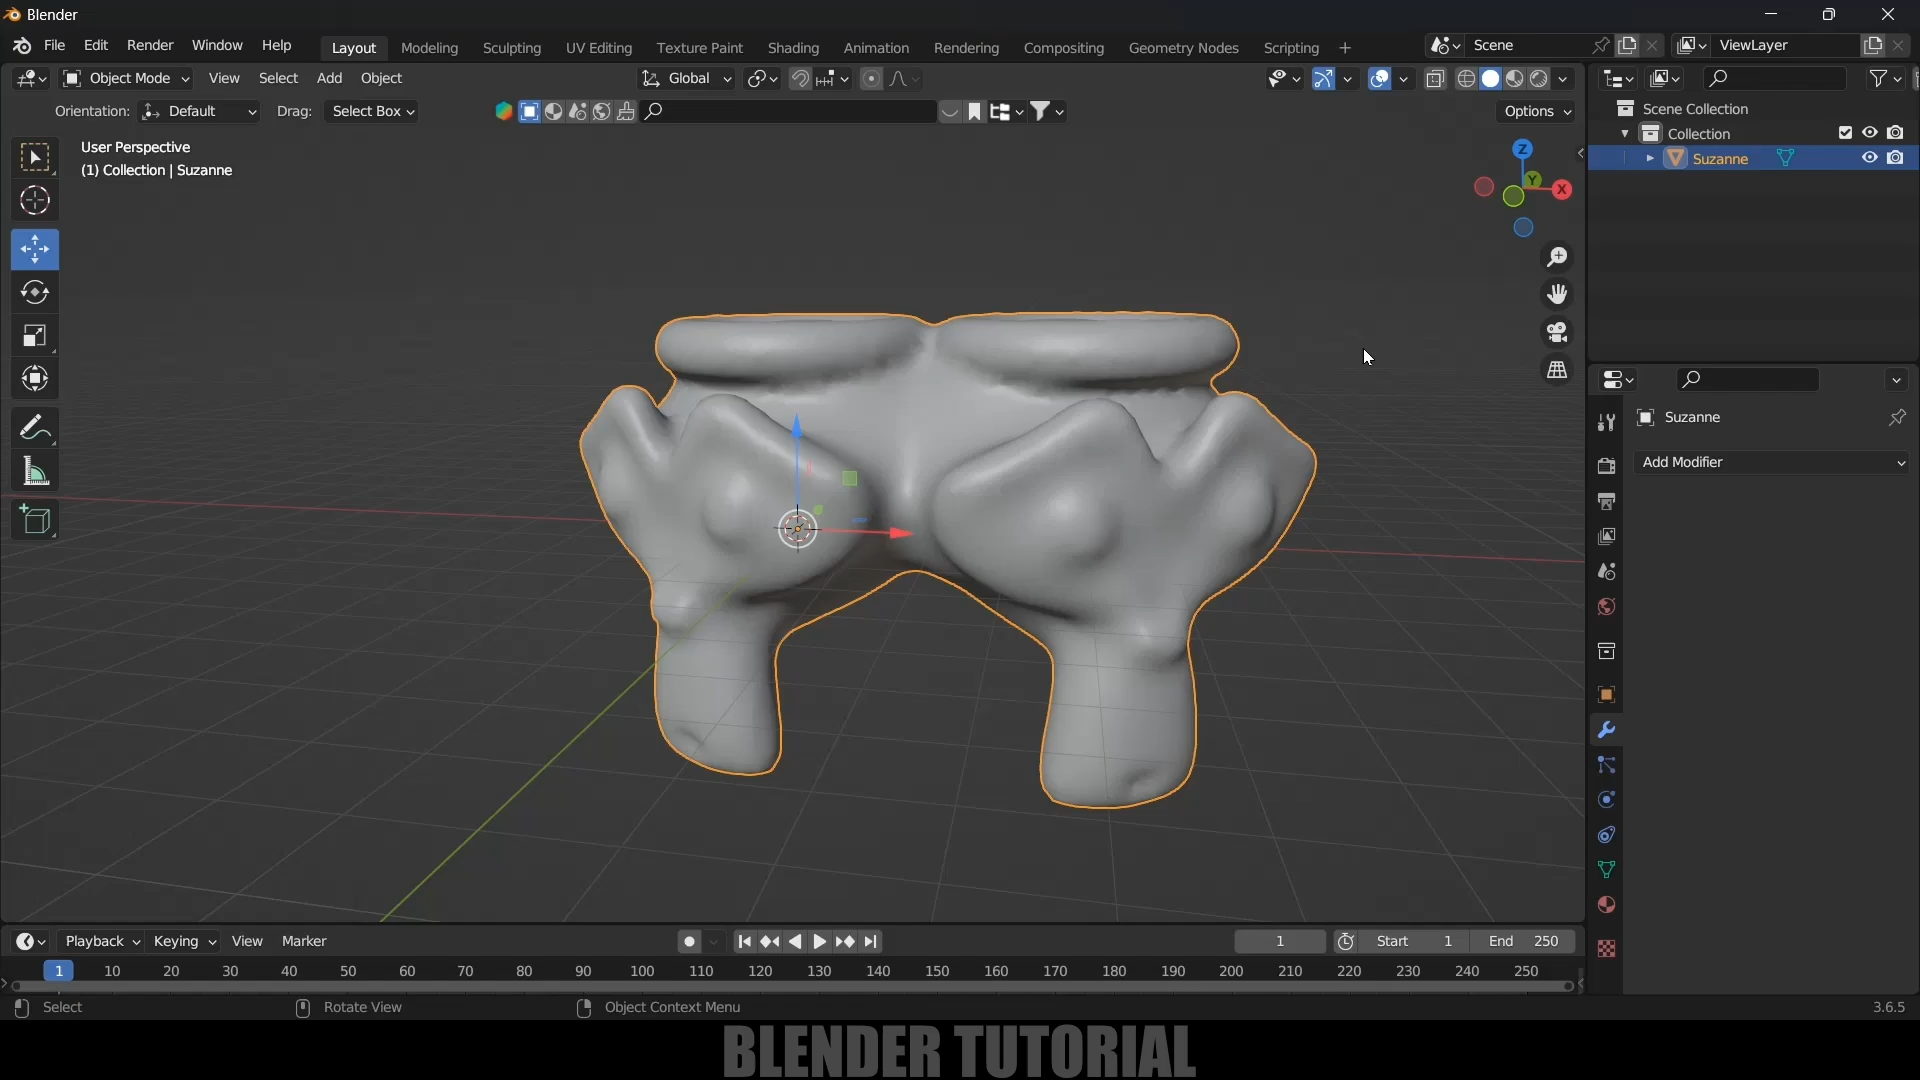 Blender
File Edit Render Window Help Layout Modeling Sculpting UV Editing Texture Paint Shading Animation Rendering Compositing Geometry Nodes Scripting + Scene ViewLayer
Object Mode View Select Add Object Global
Orientation: Default Drag: Select Box Options
User Perspective
(1) Collection | Suzanne
Z
Y
X
Scene Collection
Collection
Suzanne
Suzanne
Add Modifier
Playback Keying View Marker 1 Start 1 End 250
1 10 20 30 40 50 60 70 80 90 100 110 120 130 140 150 160 170 180 190 200 210 220 230 240 250
Select Rotate View Object Context Menu 3.6.5
BLENDER TUTORIAL